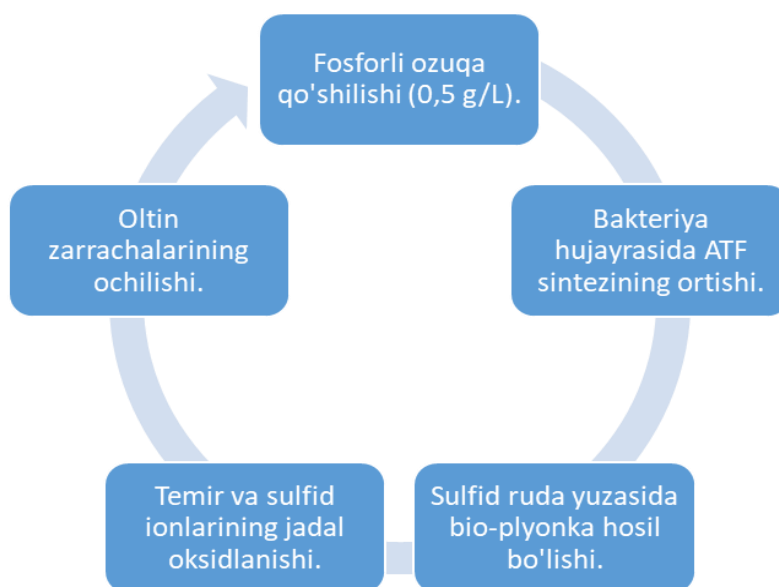 Fosforli ozuqa
qo'shilishi (0,5 g/L).
Bakteriya
hujayrasida ATF
sintezining ortishi.
Sulfid ruda yuzasida
bio-plyonka hosil
bo'lishi.
Temir va sulfid
ionlarining jadal
oksidlanishi.
Oltin
zarrachalarining
ochilishi.